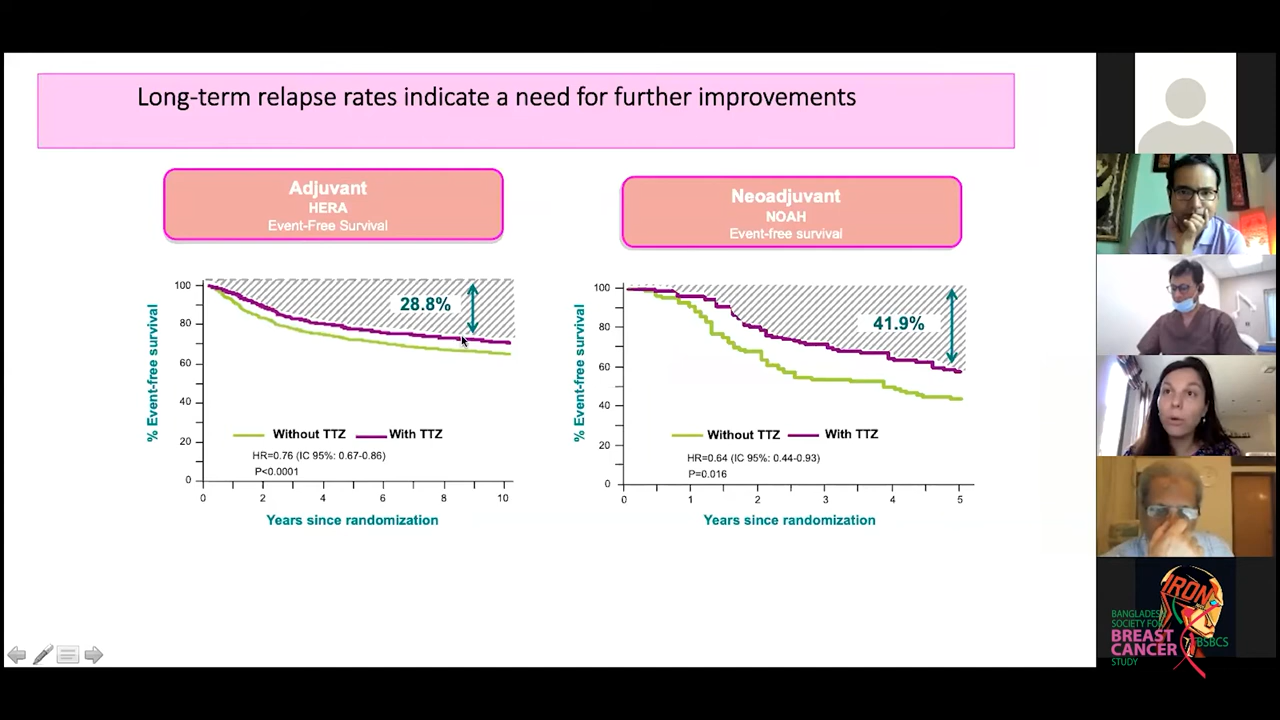 Long-term relapse rates indicate a need for further improvements
Adjuvant
HERA
Event-Free Survival
Neoadjuvant
NOAH
Event-free survival
% Event-free survival
100
80
60
40
20
0
28.8%
Without TTZ
With TTZ
HR=0.76 (IC 95%: 0.67-0.86)
P<0.0001
0 2 4 6 8 10
Years since randomization
% Event-free survival
100
80
60
40
20
0
41.9%
Without TTZ
With TTZ
HR=0.64 (IC 95%: 0.44-0.93)
P=0.016
0 1 2 3 4 5
Years since randomization
IRON
BANGLADESH
SOCIETY FOR
BREAST
CANCER
STUDY
BSBCS